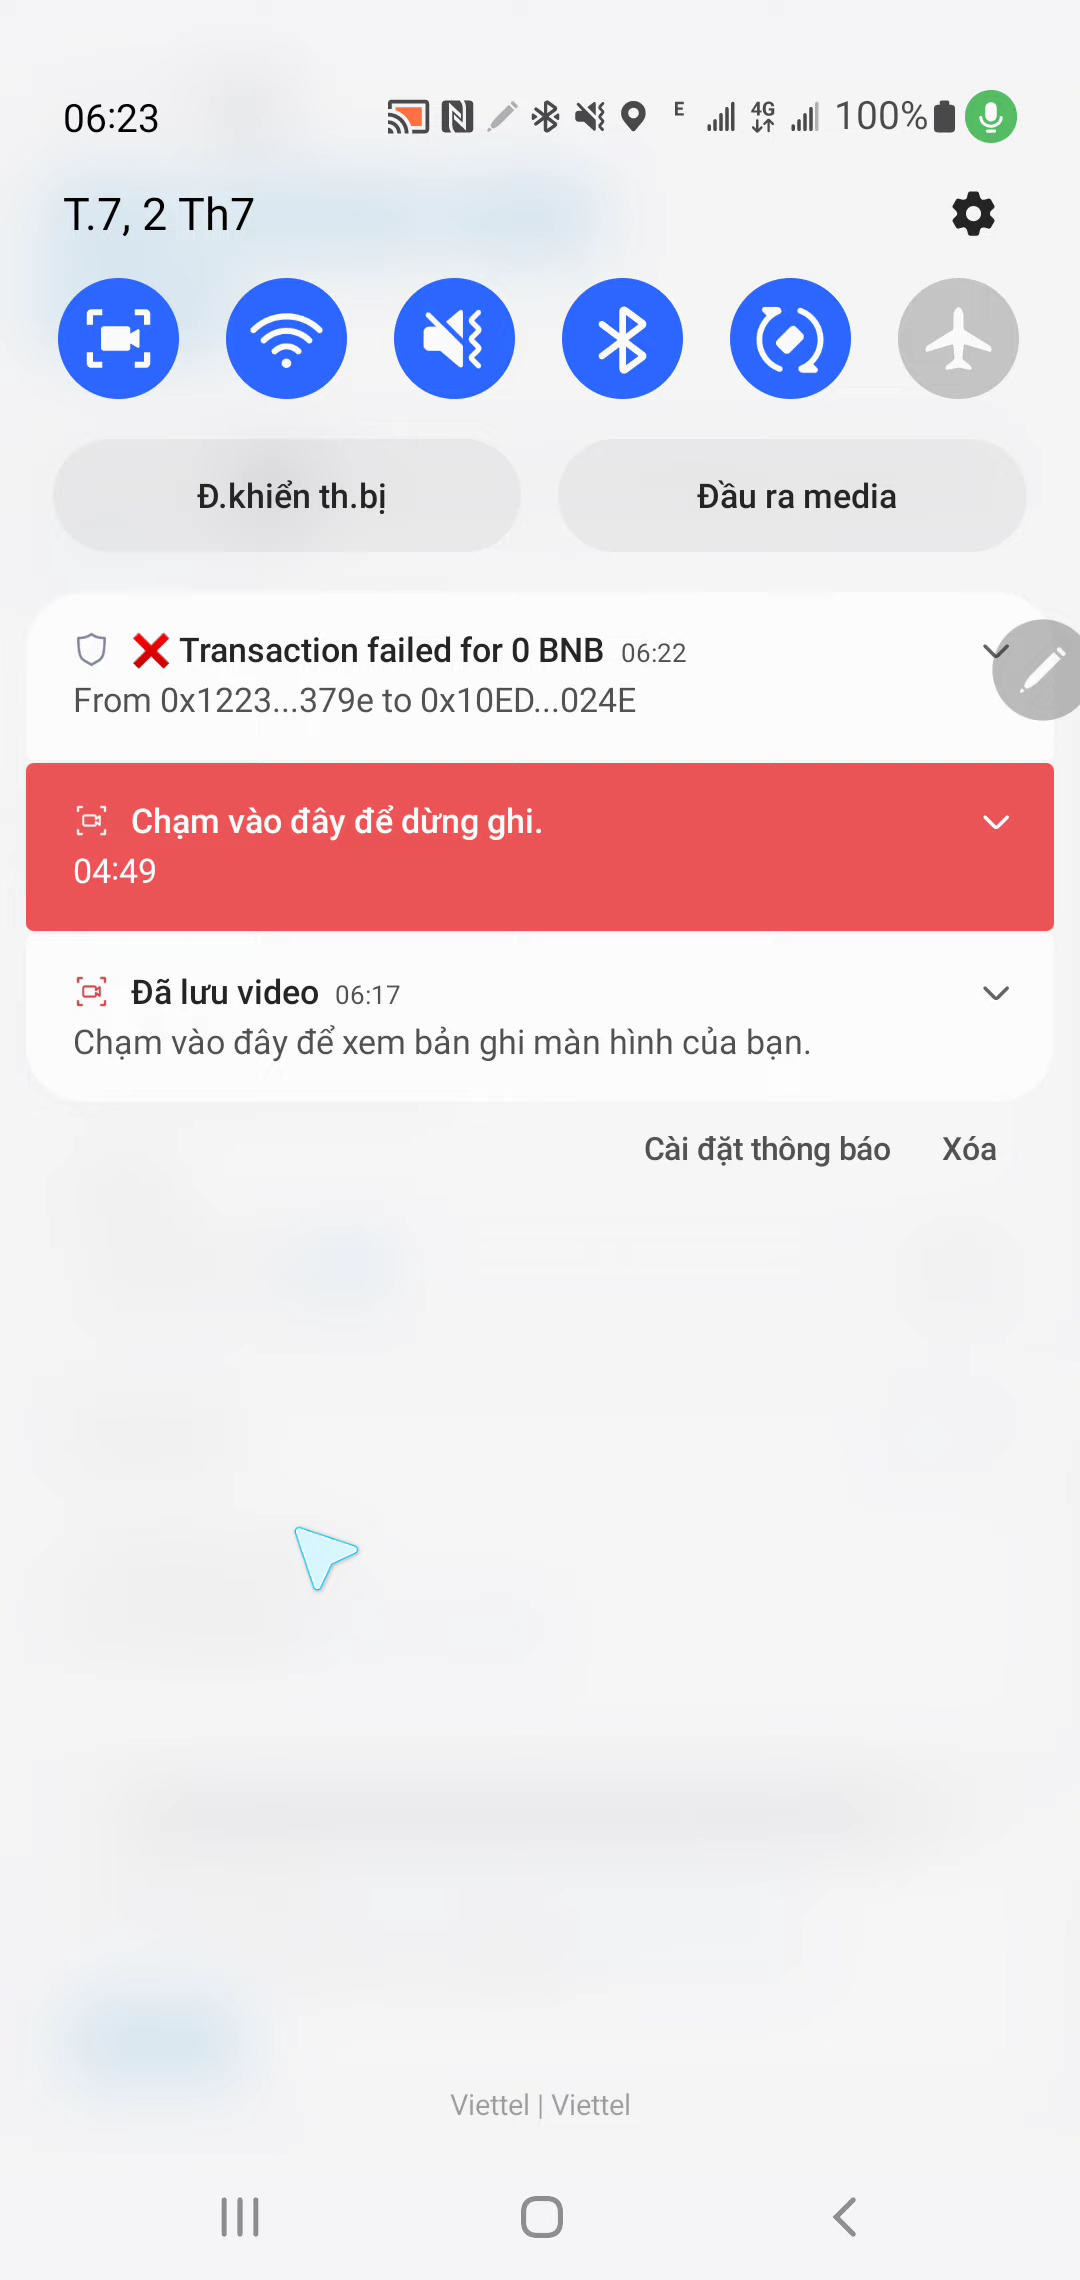 06:23
E
4G
100%
T.7, 2 Th7
Đ.khiển th.bị
Đầu ra media
❌ Transaction failed for 0 BNB 06:22
From 0x1223...379e to 0x10ED...024E
Chạm vào đây để dừng ghi.
04:49
Đã lưu video 06:17
Chạm vào đây để xem bản ghi màn hình của bạn.
Cài đặt thông báo
Xóa
Viettel | Viettel